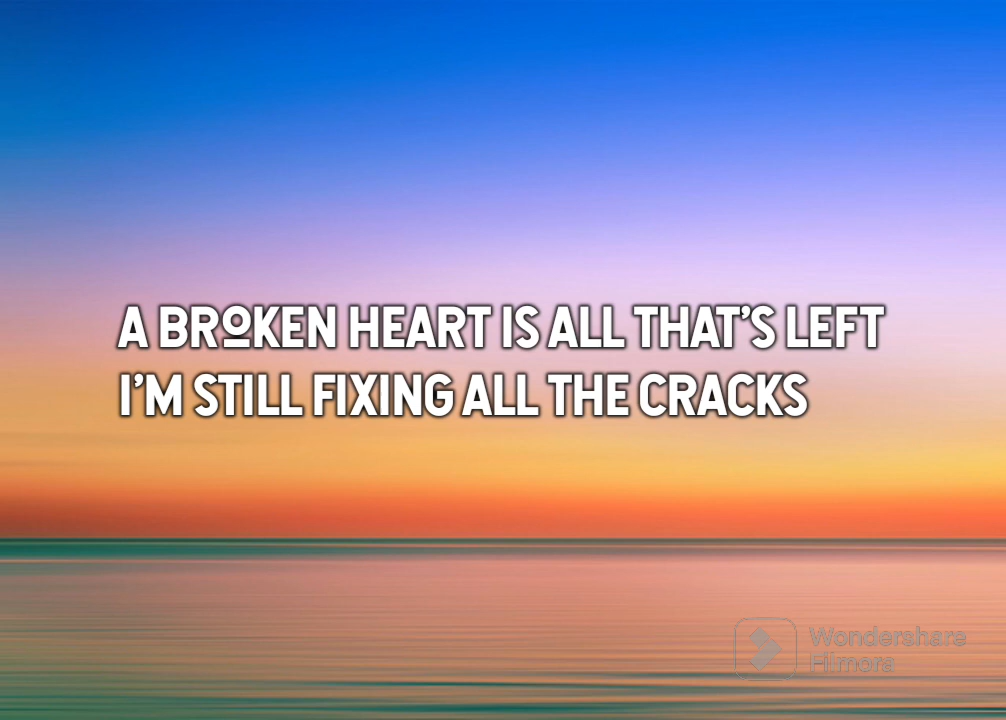 A BROKEN HEART IS ALL THAT'S LEFT
I'M STILL FIXING ALL THE CRACKS
Wondershare
Filmora